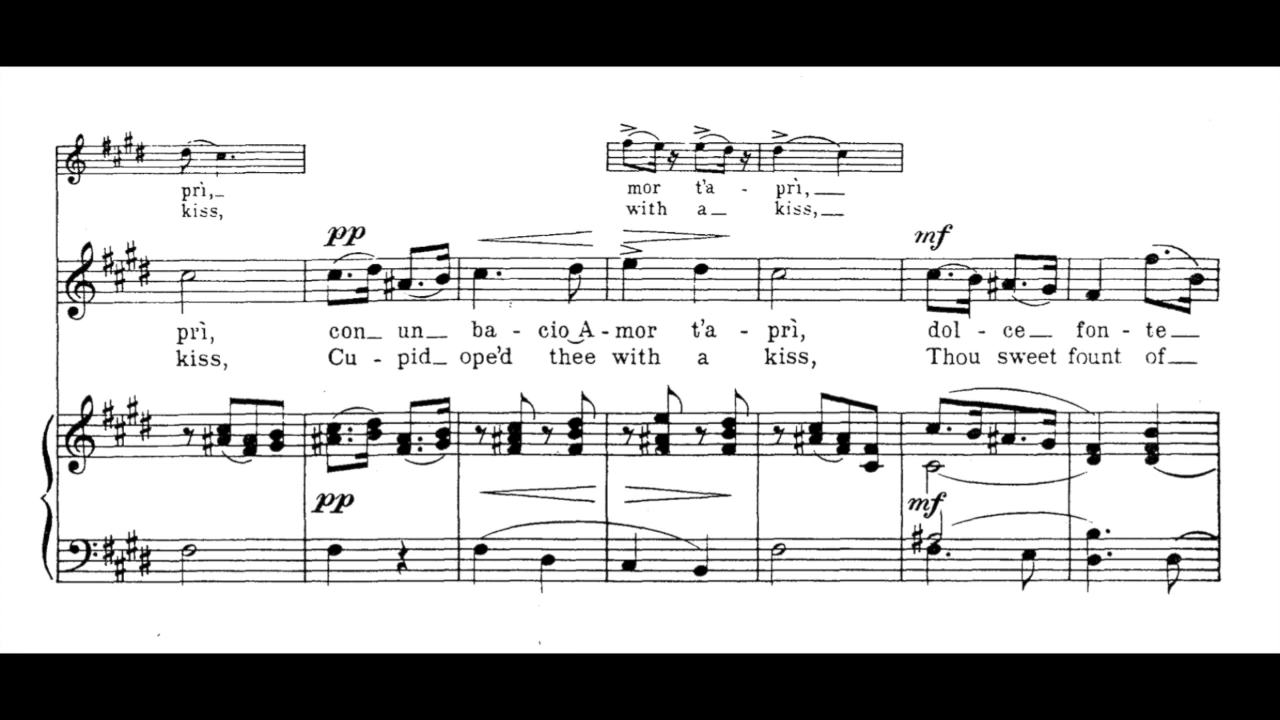 prì, mor t'a - prì,
kiss, with a kiss,
pp mf
prì, con un ba - cio A - mor t'a - prì, dol - ce fon - te
kiss, Cu - pid ope'd thee with a kiss, Thou sweet fount of
pp mf